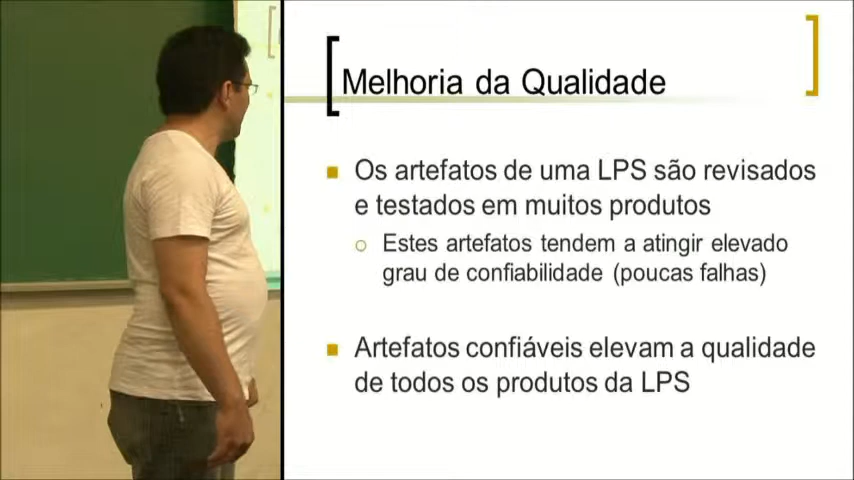 Melhoria da Qualidade
Os artefatos de uma LPS são revisados
e testados em muitos produtos
Estes artefatos tendem a atingir elevado
grau de confiabilidade (poucas falhas)
Artefatos confiáveis elevam a qualidade
de todos os produtos da LPS